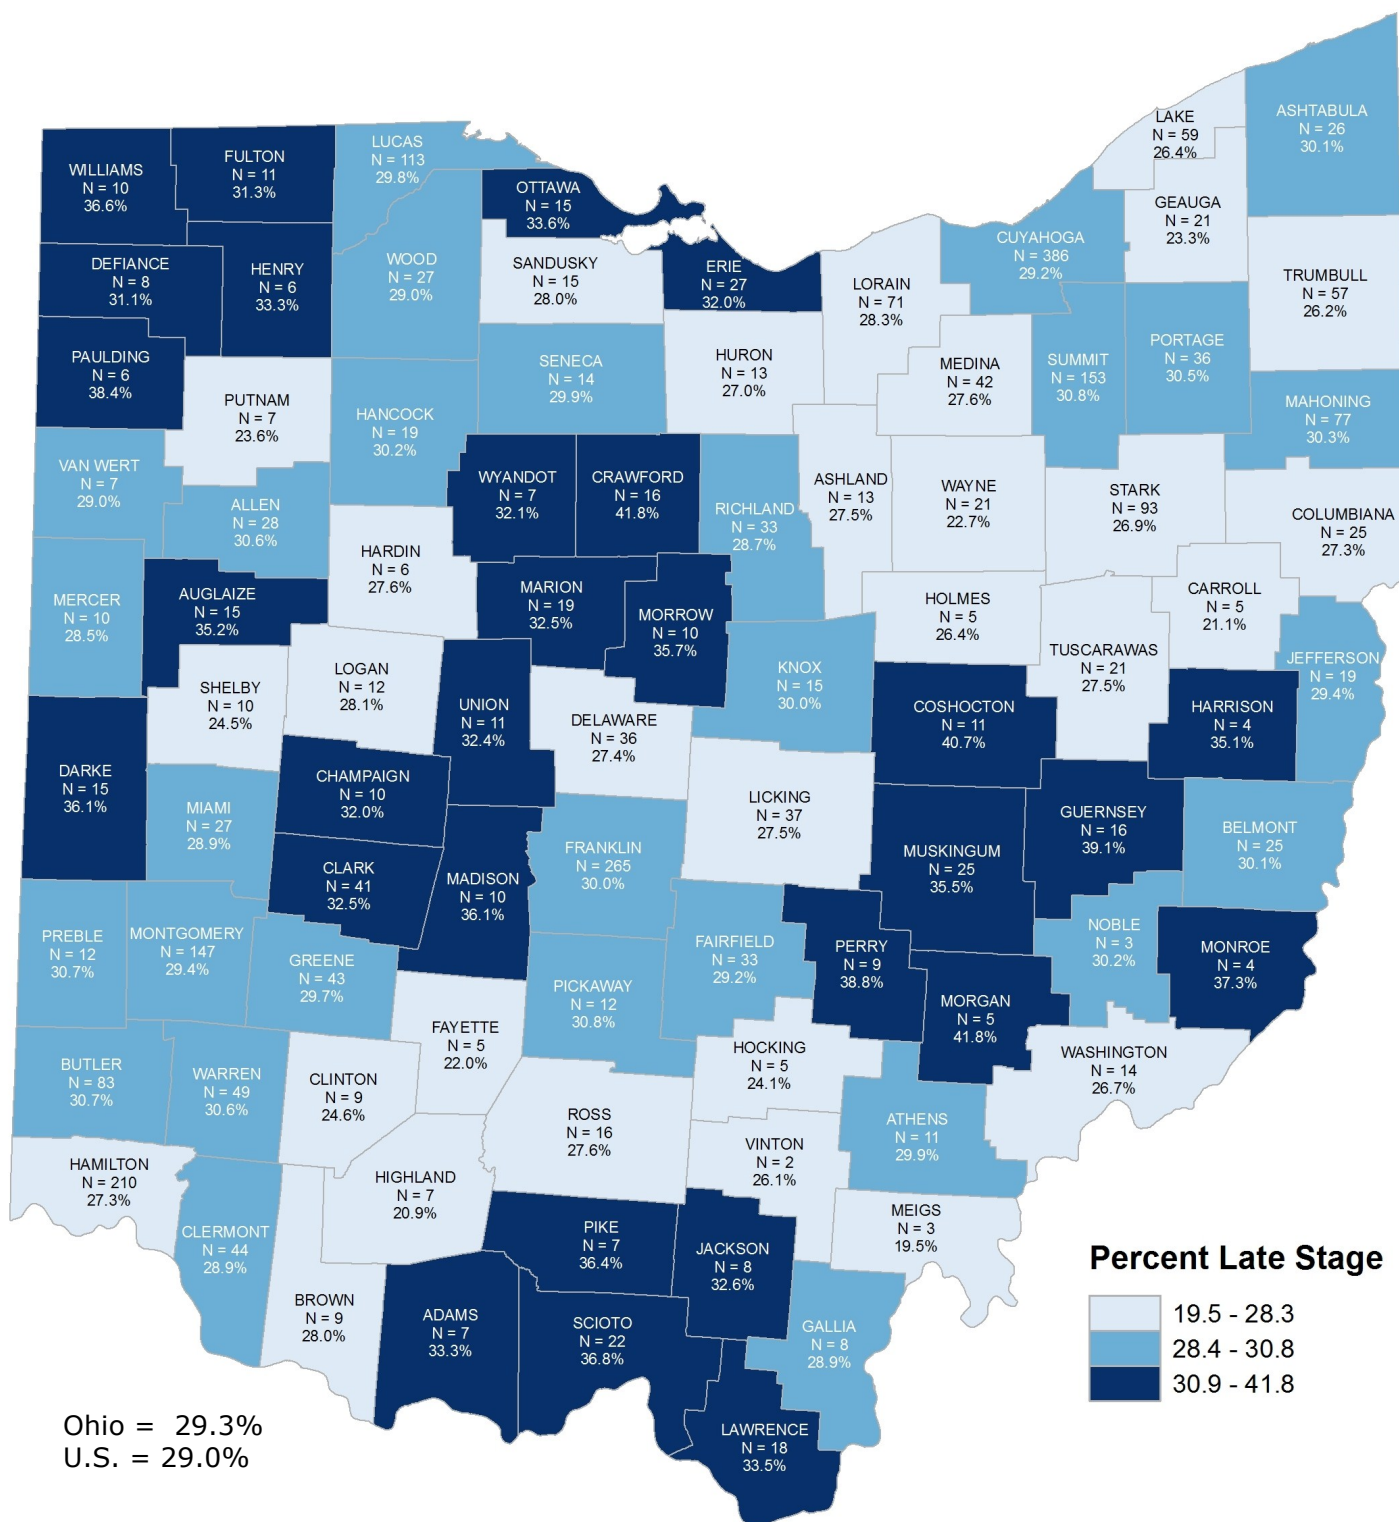 LAKE
N = 59
26.4%
ASHTABULA
N = 26
30.1%
WILLIAMS
N = 10
36.6%
FULTON
N = 11
31.3%
LUCAS
N = 113
29.8%
OTTAWA
N = 15
33.6%
GEAUGA
N = 21
23.3%
DEFIANCE
N = 8
31.1%
HENRY
N = 6
33.3%
WOOD
N = 27
29.0%
SANDUSKY
N = 15
28.0%
ERIE
N = 27
32.0%
LORAIN
N = 71
28.3%
CUYAHOGA
N = 386
29.2%
TRUMBULL
N = 57
26.2%
PAULDING
N = 6
38.4%
PUTNAM
N = 7
23.6%
HANCOCK
N = 19
30.2%
SENECA
N = 14
29.9%
HURON
N = 13
27.0%
MEDINA
N = 42
27.6%
SUMMIT
N = 153
30.8%
PORTAGE
N = 36
30.5%
MAHONING
N = 77
30.3%
VAN WERT
N = 7
29.0%
ALLEN
N = 28
30.6%
WYANDOT
N = 7
32.1%
CRAWFORD
N = 16
41.8%
RICHLAND
N = 33
28.7%
ASHLAND
N = 13
27.5%
WAYNE
N = 21
22.7%
STARK
N = 93
26.9%
COLUMBIANA
N = 25
27.3%
MERCER
N = 10
28.5%
AUGLAIZE
N = 15
35.2%
HARDIN
N = 6
27.6%
MARION
N = 19
32.5%
MORROW
N = 10
35.7%
HOLMES
N = 5
26.4%
CARROLL
N = 5
21.1%
TUSCARAWAS
N = 21
27.5%
JEFFERSON
N = 19
29.4%
SHELBY
N = 10
24.5%
LOGAN
N = 12
28.1%
UNION
N = 11
32.4%
DELAWARE
N = 36
27.4%
KNOX
N = 15
30.0%
COSHOCTON
N = 11
40.7%
HARRISON
N = 4
35.1%
DARKE
N = 15
36.1%
MIAMI
N = 27
28.9%
CHAMPAIGN
N = 10
32.0%
LICKING
N = 37
27.5%
GUERNSEY
N = 16
39.1%
BELMONT
N = 25
30.1%
CLARK
N = 41
32.5%
MADISON
N = 10
36.1%
FRANKLIN
N = 265
30.0%
MUSKINGUM
N = 25
35.5%
PREBLE
N = 12
30.7%
MONTGOMERY
N = 147
29.4%
GREENE
N = 43
29.7%
PICKAWAY
N = 12
30.8%
FAIRFIELD
N = 33
29.2%
PERRY
N = 9
38.8%
NOBLE
N = 3
30.2%
MONROE
N = 4
37.3%
MORGAN
N = 5
41.8%
BUTLER
N = 83
30.7%
WARREN
N = 49
30.6%
CLINTON
N = 9
24.6%
FAYETTE
N = 5
22.0%
HOCKING
N = 5
24.1%
WASHINGTON
N = 14
26.7%
ROSS
N = 16
27.6%
ATHENS
N = 11
29.9%
VINTON
N = 2
26.1%
HAMILTON
N = 210
27.3%
HIGHLAND
N = 7
20.9%
CLERMONT
N = 44
28.9%
PIKE
N = 7
36.4%
JACKSON
N = 8
32.6%
MEIGS
N = 3
19.5%
BROWN
N = 9
28.0%
ADAMS
N = 7
33.3%
SCIOTO
N = 22
36.8%
GALLIA
N = 8
28.9%
LAWRENCE
N = 18
33.5%
Percent Late Stage
19.5 - 28.3
28.4 - 30.8
30.9 - 41.8
Ohio = 29.3%
U.S. = 29.0%